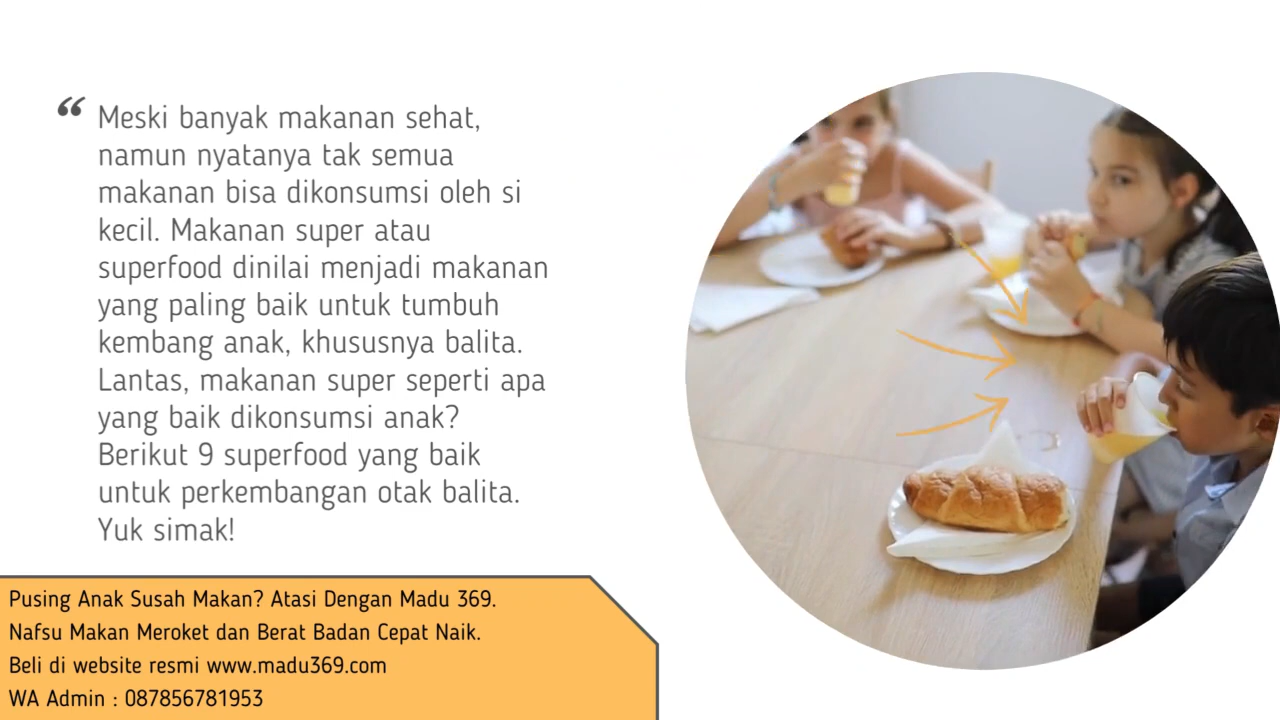 “ Meski banyak makanan sehat,
namun nyatanya tak semua
makanan bisa dikonsumsi oleh si
kecil. Makanan super atau
superfood dinilai menjadi makanan
yang paling baik untuk tumbuh
kembang anak, khususnya balita.
Lantas, makanan super seperti apa
yang baik dikonsumsi anak?
Berikut 9 superfood yang baik
untuk perkembangan otak balita.
Yuk simak!
Pusing Anak Susah Makan? Atasi Dengan Madu 369.
Nafsu Makan Meroket dan Berat Badan Cepat Naik.
Beli di website resmi www.madu369.com
WA Admin : 087856781953